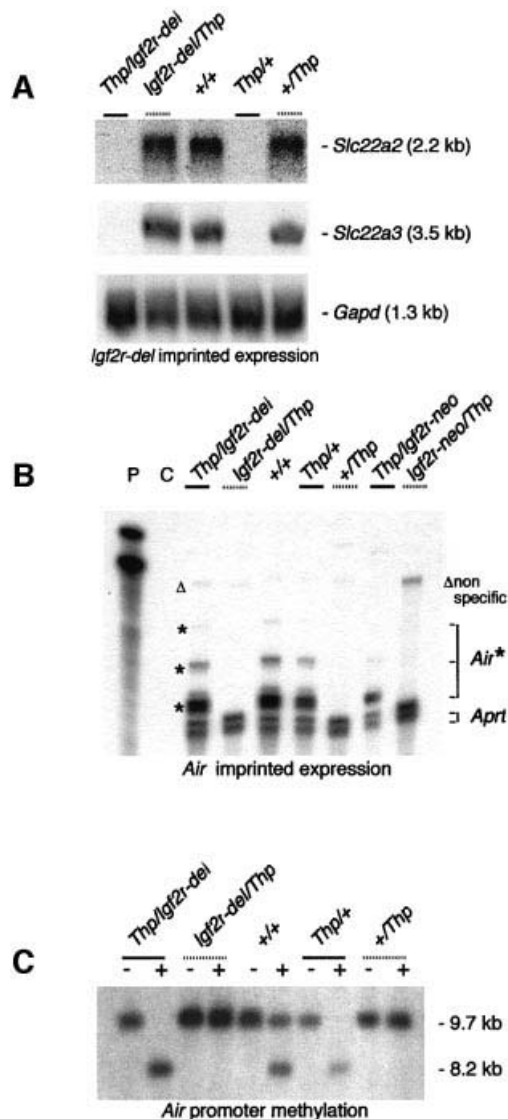 A
Thp/Igf2r-del
Igf2r-del/Thp
+/+
Thp/+
+/Thp
- Slc22a2 (2.2 kb)
- Slc22a3 (3.5 kb)
- Gapd (1.3 kb)
Igf2r-del imprinted expression
B
P
C
Thp/Igf2r-del
Igf2r-del/Thp
+/+
Thp/+
+/Thp
Thp/Igf2r-neo
Igf2r-neo/Thp
Δ
Δnon
specific
*
*
*
Air*
Aprt
Air imprinted expression
C
Thp/Igf2r-del
Igf2r-del/Thp
+/+
Thp/+
+/Thp
- + - + - + - + - +
- 9.7 kb
- 8.2 kb
Air promoter methylation